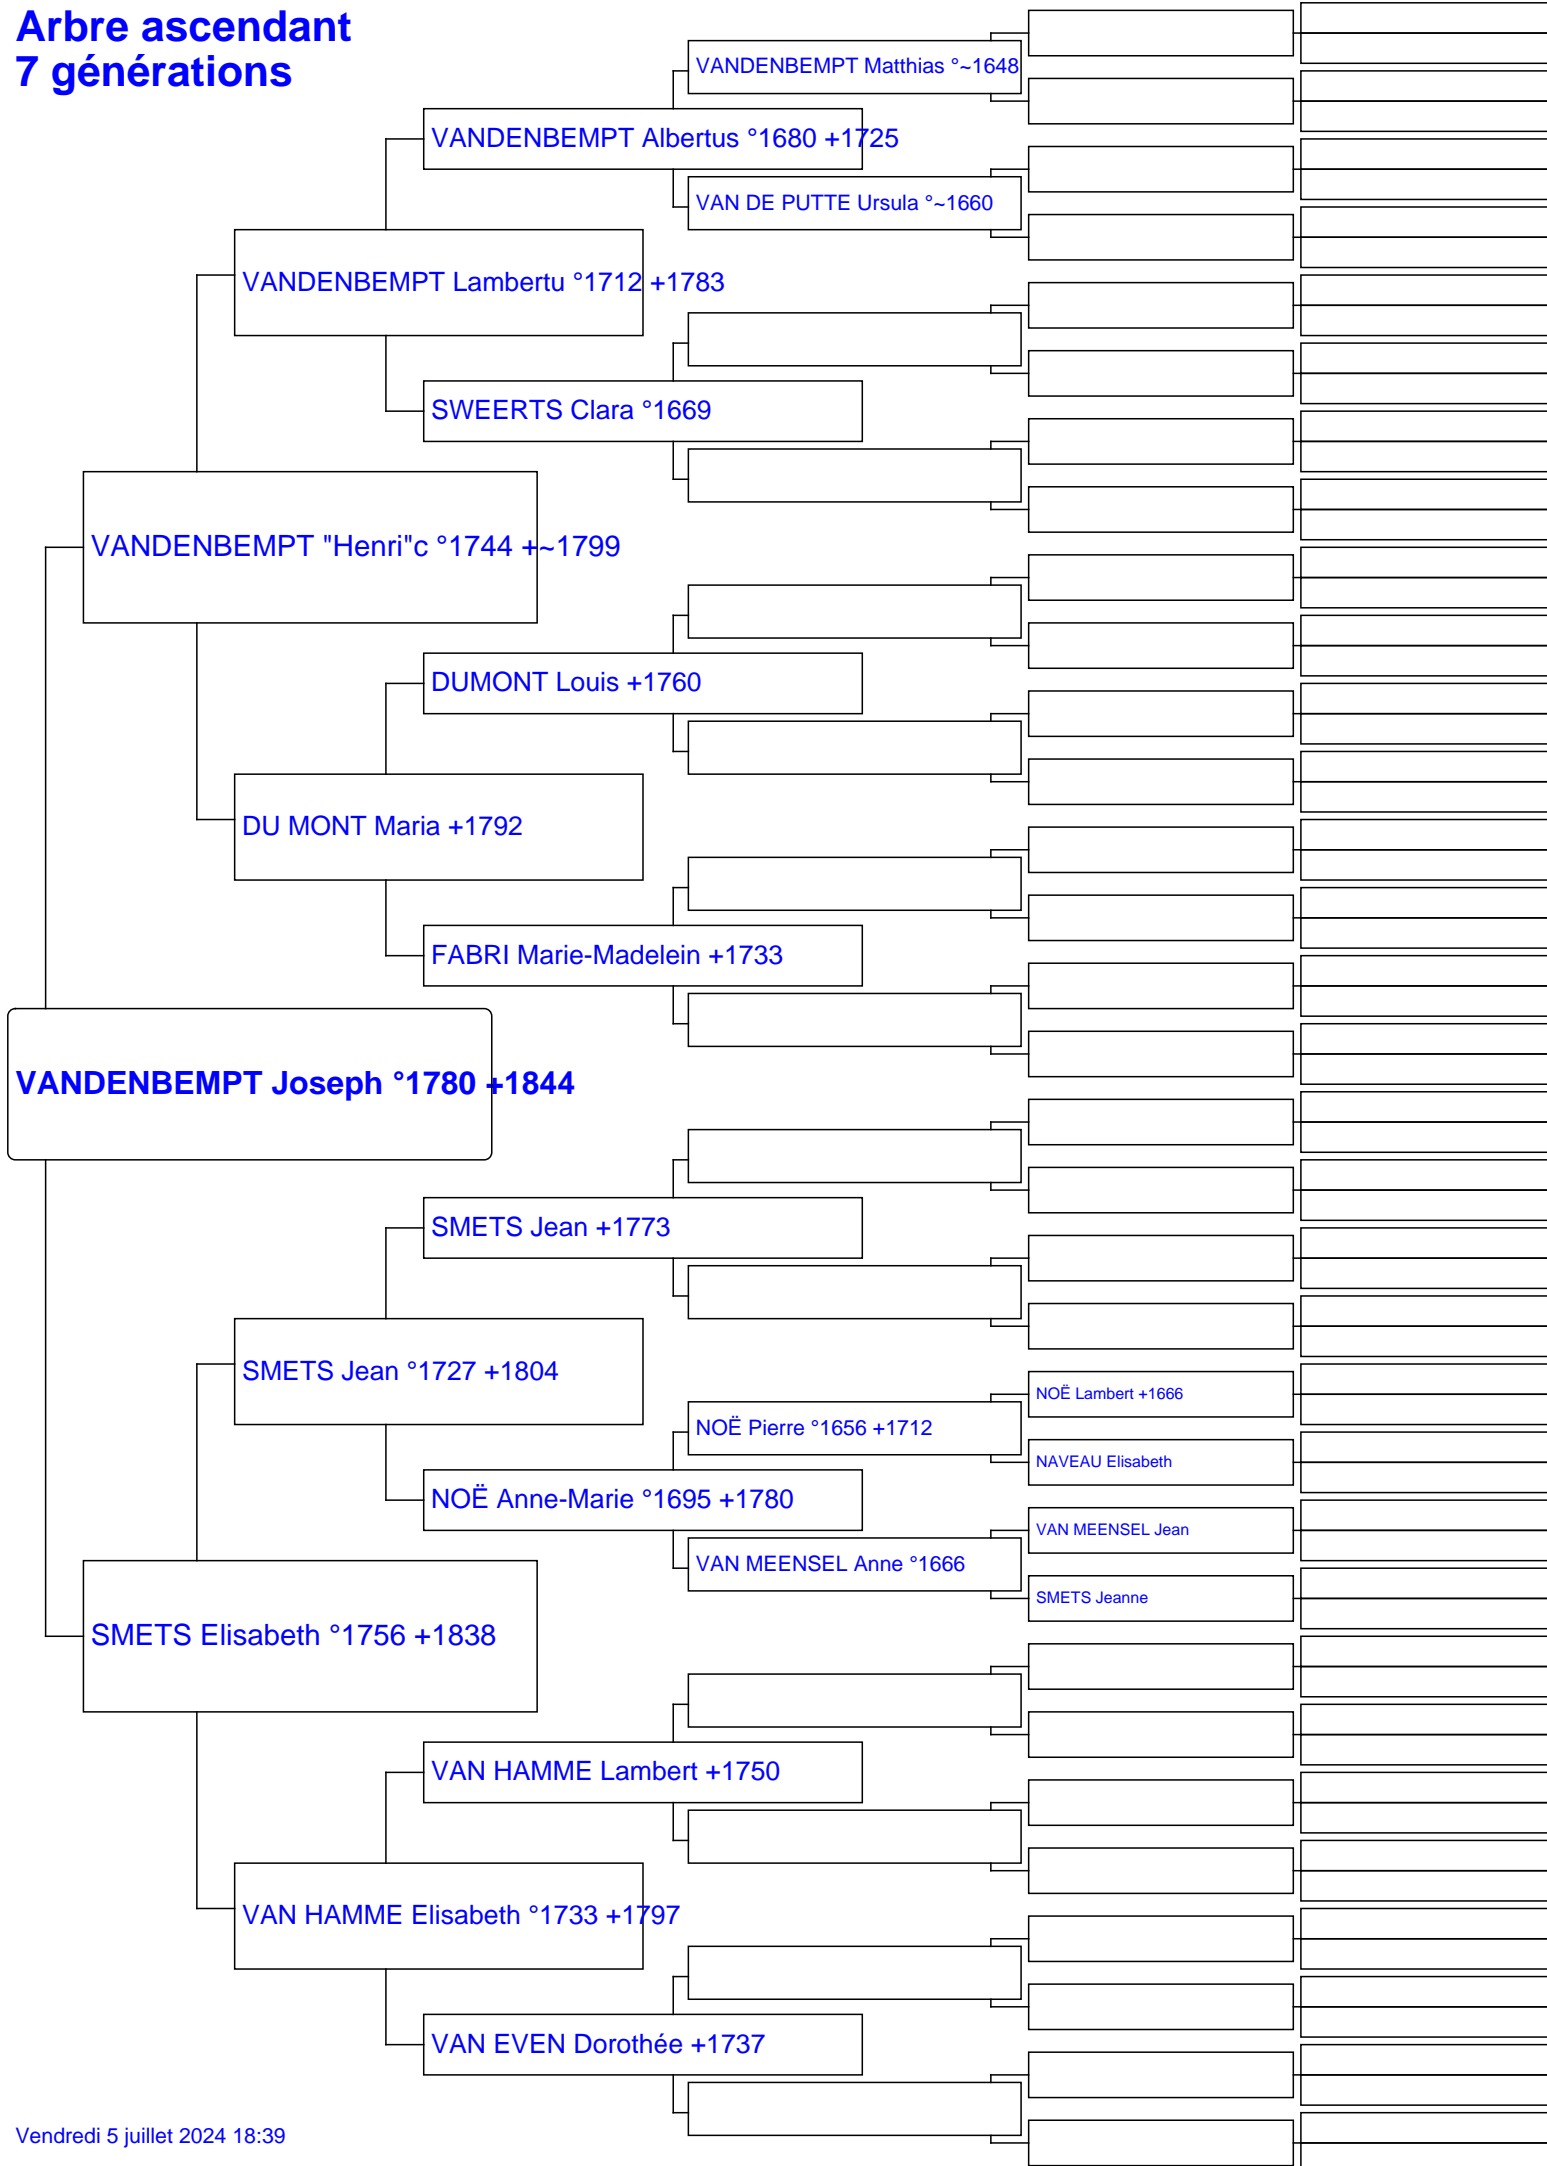 Arbre ascendant
7 générations
VANDENBEMPT Matthias °~1648
VANDENBEMPT Albertus °1680 +1725
VAN DE PUTTE Ursula °~1660
VANDENBEMPT Lambertu °1712 +1783
SWEERTS Clara °1669
VANDENBEMPT "Henri"c °1744 +~1799
DUMONT Louis +1760
DU MONT Maria +1792
FABRI Marie-Madelein +1733
VANDENBEMPT Joseph °1780 +1844
SMETS Jean +1773
SMETS Jean °1727 +1804
NOË Lambert +1666
NOË Pierre °1656 +1712
NAVEAU Elisabeth
NOË Anne-Marie °1695 +1780
VAN MEENSEL Jean
VAN MEENSEL Anne °1666
SMETS Jeanne
SMETS Elisabeth °1756 +1838
VAN HAMME Lambert +1750
VAN HAMME Elisabeth °1733 +1797
VAN EVEN Dorothée +1737
Vendredi 5 juillet 2024 18:39